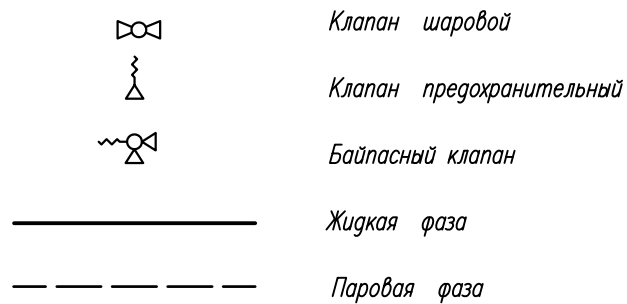 Клапан шаровой
Клапан предохранительный
Байпасный клапан
Жидкая фаза
Паровая фаза